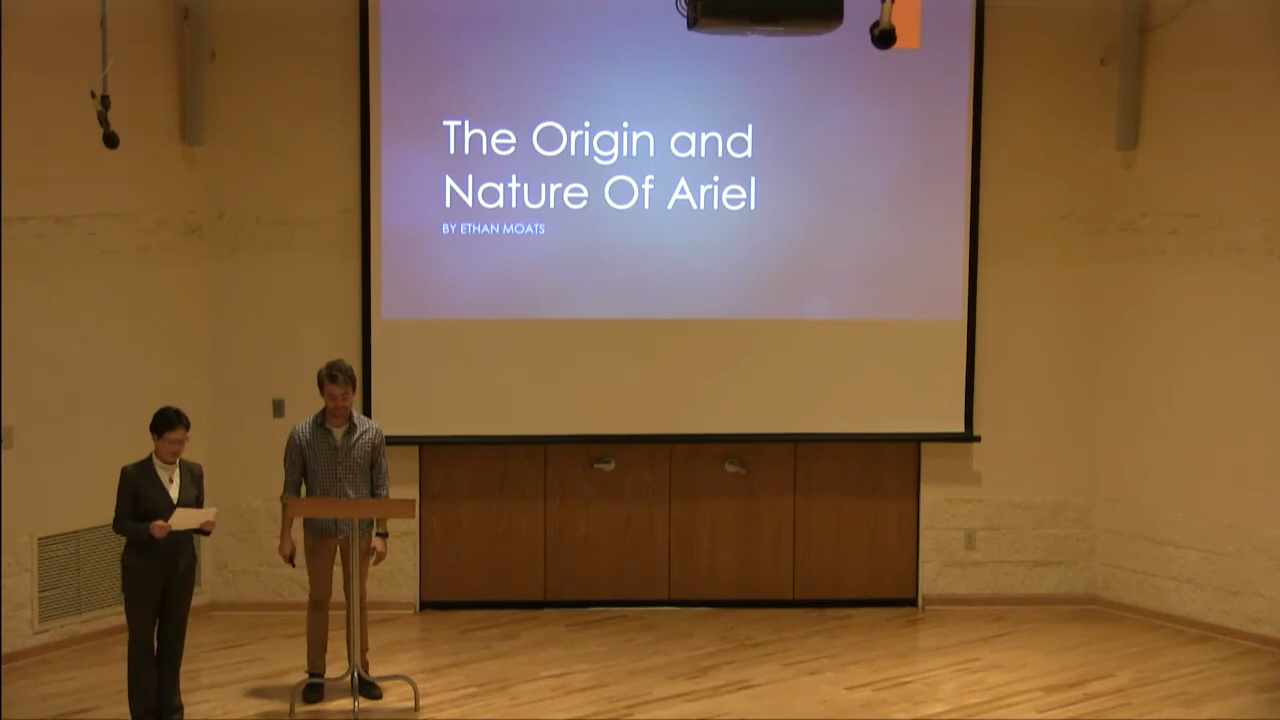 The Origin and
Nature Of Ariel
BY ETHAN MOATS